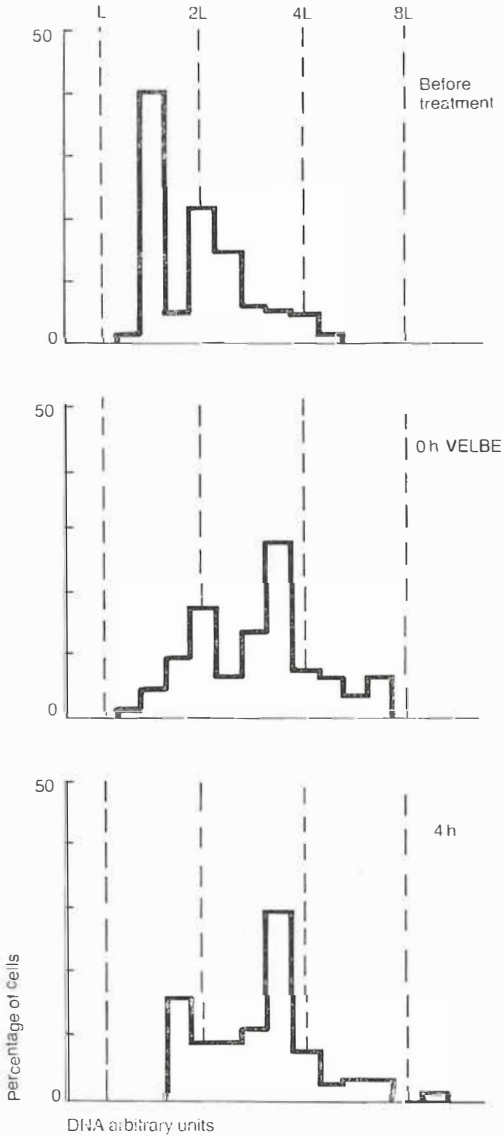 L 2L 4L 8L
50
Before
treatment
0
50
0 h VELBE
0
50
4 h
Percentage of cells
0
DNA arbitrary units